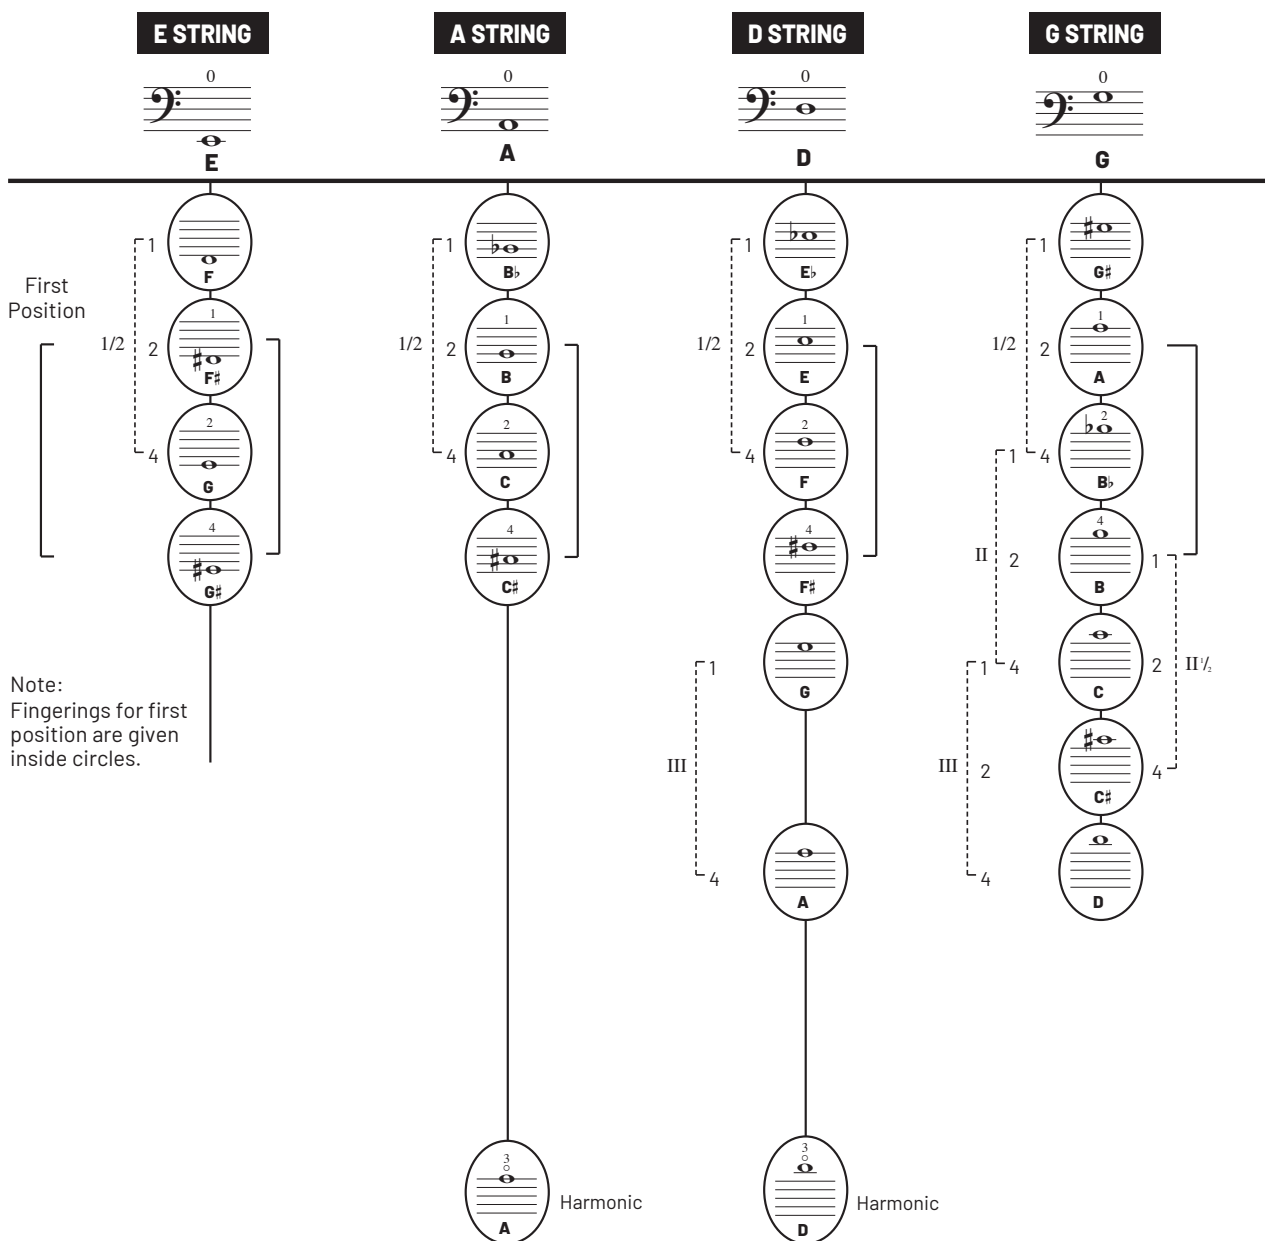 E STRING
A STRING
D STRING
G STRING
0
0
0
0
E
A
D
G
First
Position
1/2
1
2
4
F
1
F♯
2
G
4
G♯
1/2
1
2
4
B♭
1
B
2
C
4
C♯
1/2
1
2
4
E♭
1
E
2
F
4
F♯
G
III
1
4
A
1/2
1
2
4
G♯
1
A
2
B♭
4
B
C
C♯
D
II
1
2
4
III
1
2
4
1
2
4
II ½
Note:
Fingerings for first
position are given
inside circles.
3
A
Harmonic
3
D
Harmonic